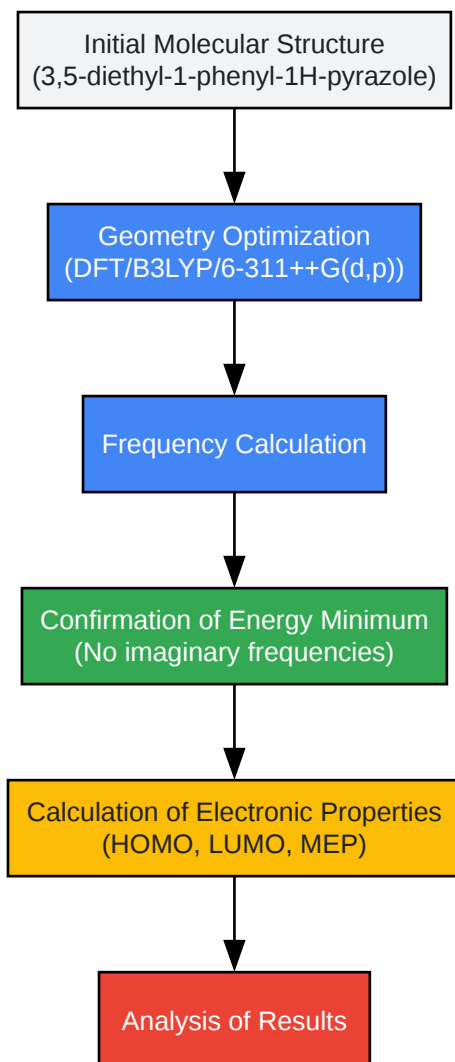 Initial Molecular Structure
(3,5-diethyl-1-phenyl-1H-pyrazole)
Geometry Optimization
(DFT/B3LYP/6-311++G(d,p))
Frequency Calculation
Confirmation of Energy Minimum
(No imaginary frequencies)
Calculation of Electronic Properties
(HOMO, LUMO, MEP)
Analysis of Results